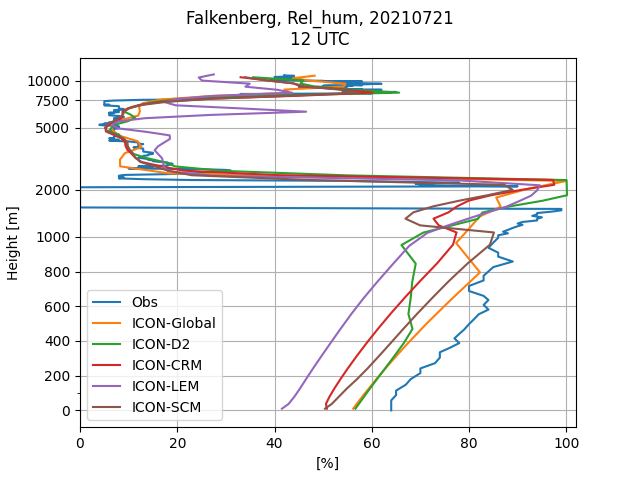 Falkenberg, Rel_hum, 20210721
12 UTC
10000
7500
5000
2000
1000
800
600
400
200
0
Height [m]
Obs
ICON-Global
ICON-D2
ICON-CRM
ICON-LEM
ICON-SCM
0
20
40
60
80
100
[%]